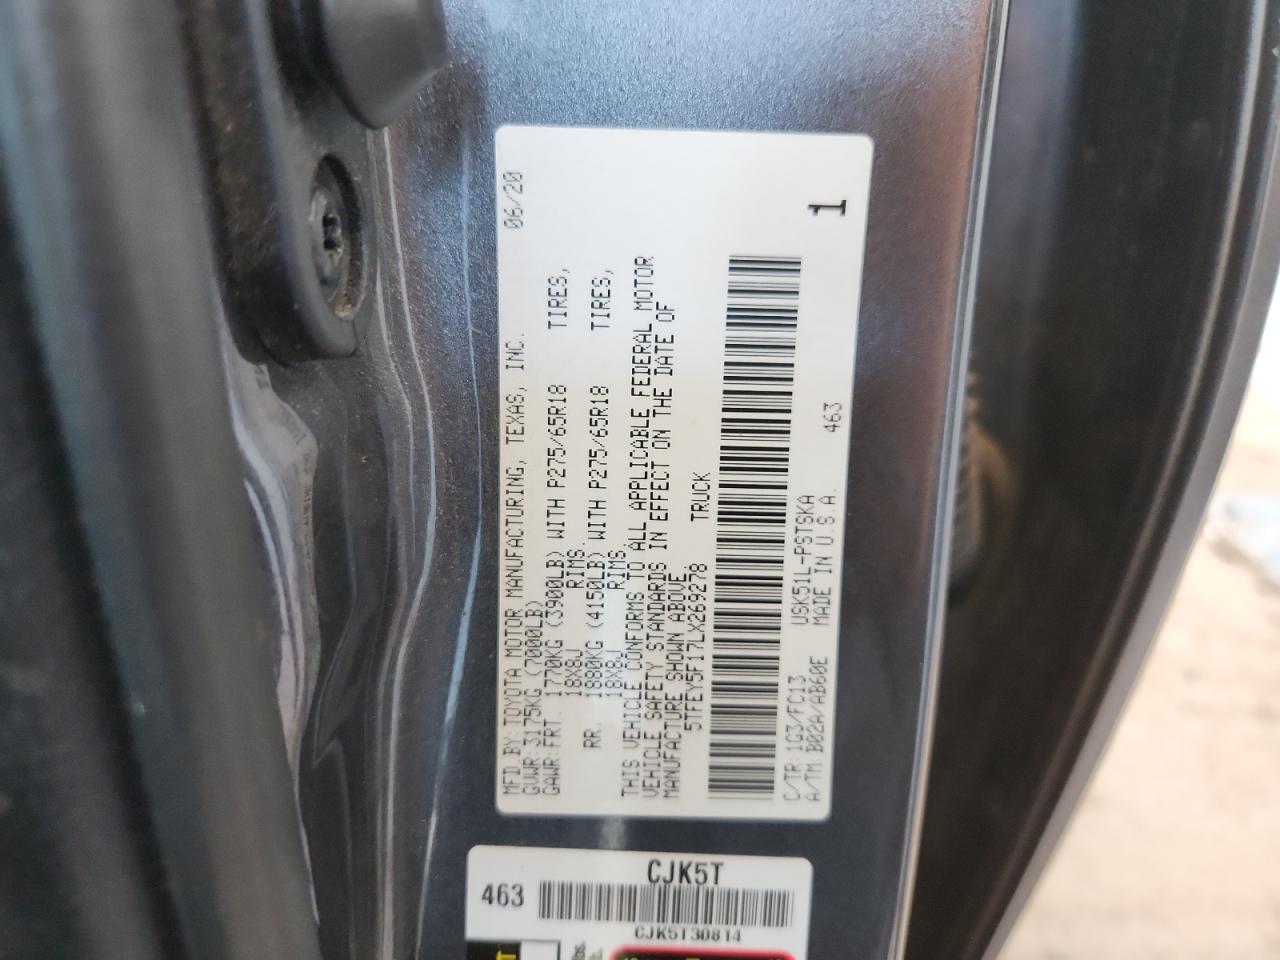 MFD.BY:TOYOTA MOTOR MANUFACTURING, TEXAS, INC. 06/20
GVWR:3175KG(7000LB)
GAWR:FRT. 1770KG (3900LB) WITH P275/65R18 TIRES,
18X8J RIMS.
RR. 1880KG (4150LB) WITH P275/65R18 TIRES,
18X8J RIMS.
THIS VEHICLE CONFORMS TO ALL APPLICABLE FEDERAL MOTOR
VEHICLE SAFETY STANDARDS IN EFFECT ON THE DATE OF
MANUFACTURE SHOWN ABOVE.
5TFEY5F17LX269278 TRUCK
C/TR:1G3/FC13 USK51L-PSTSKA 1
A/TM:B02A/AB60E MADE IN U.S.A. 463
CJK5T
463
CJK5T30814